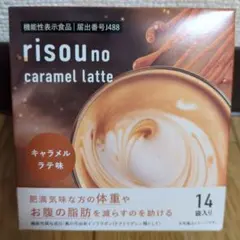 機能性表示食品 届出番号J488
risou no
caramel latte
キャラメル
ラテ味
肥満気味な方の体重や
お腹の脂肪を減らすのを助ける
14
袋入り